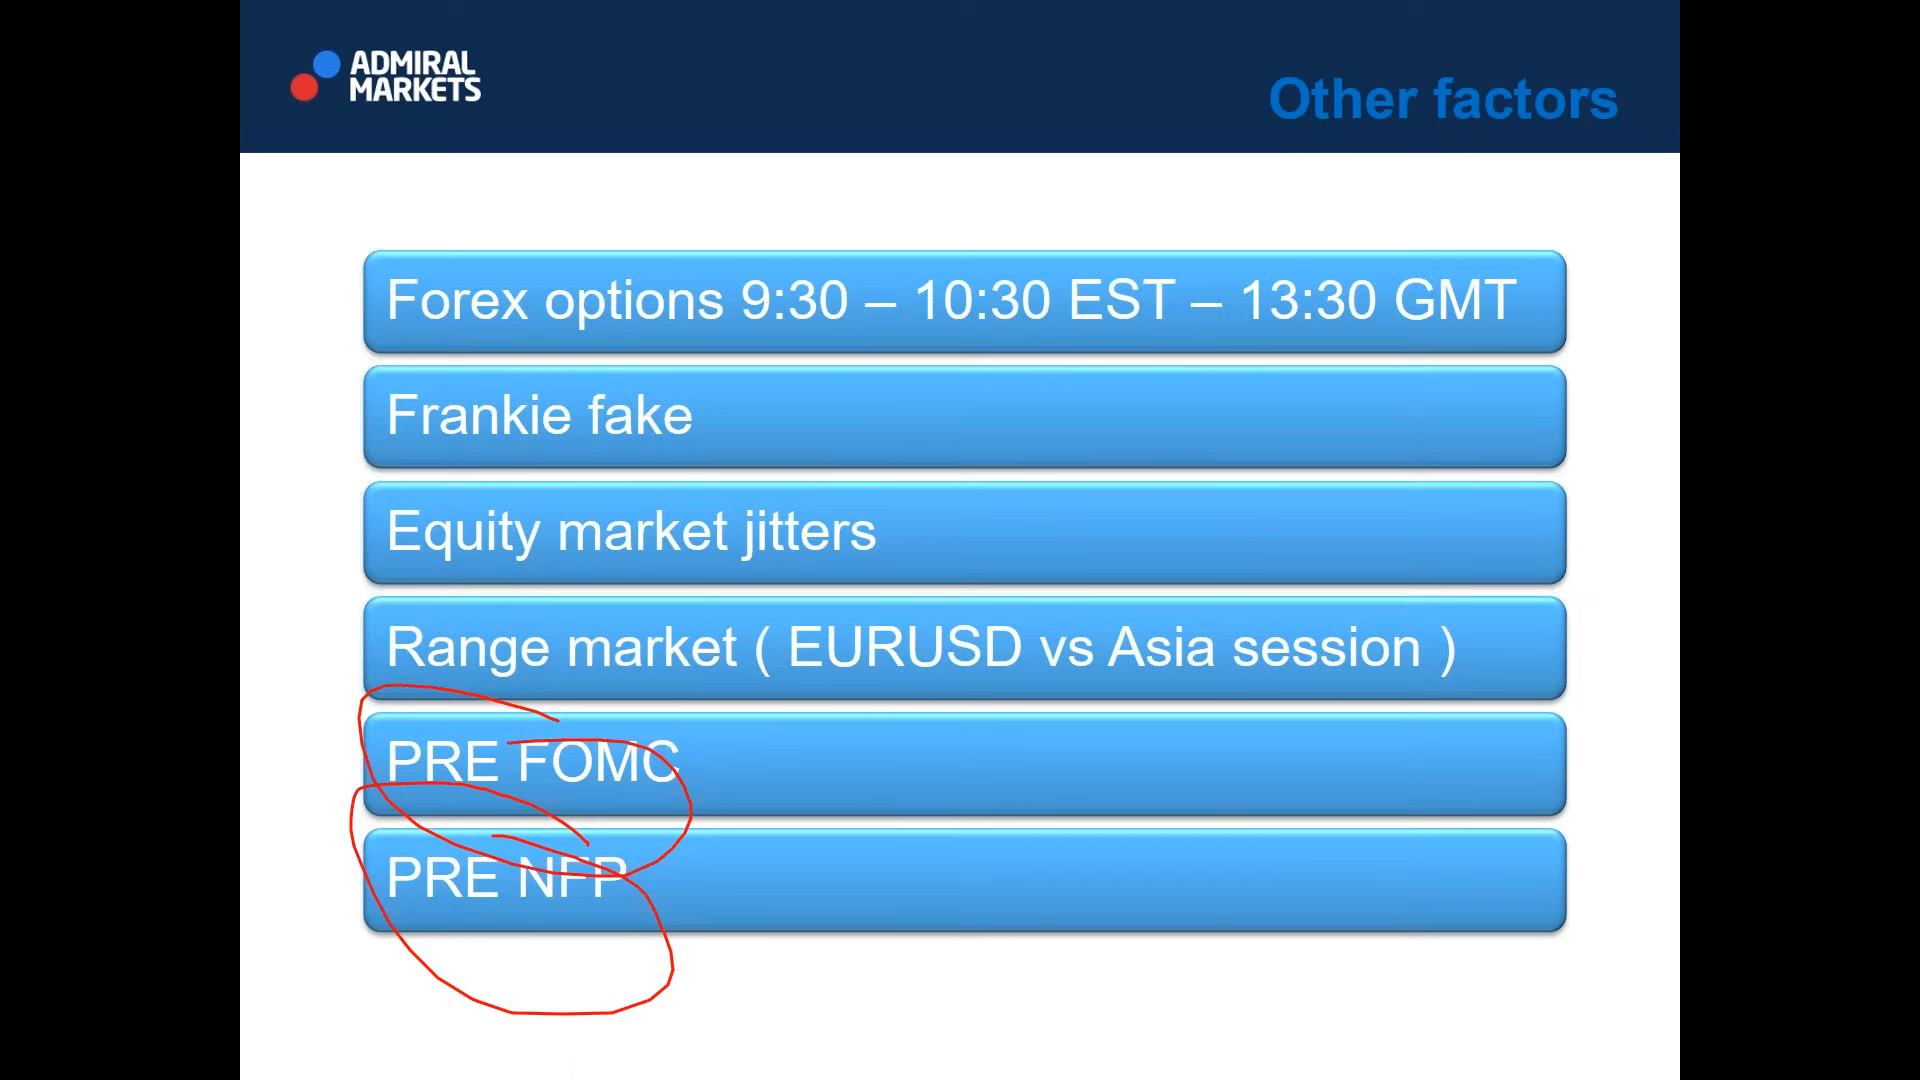 ADMIRAL
MARKETS
Other factors
Forex options 9:30 – 10:30 EST – 13:30 GMT
Frankie fake
Equity market jitters
Range market ( EURUSD vs Asia session )
PRE FOMC
PRE NFP